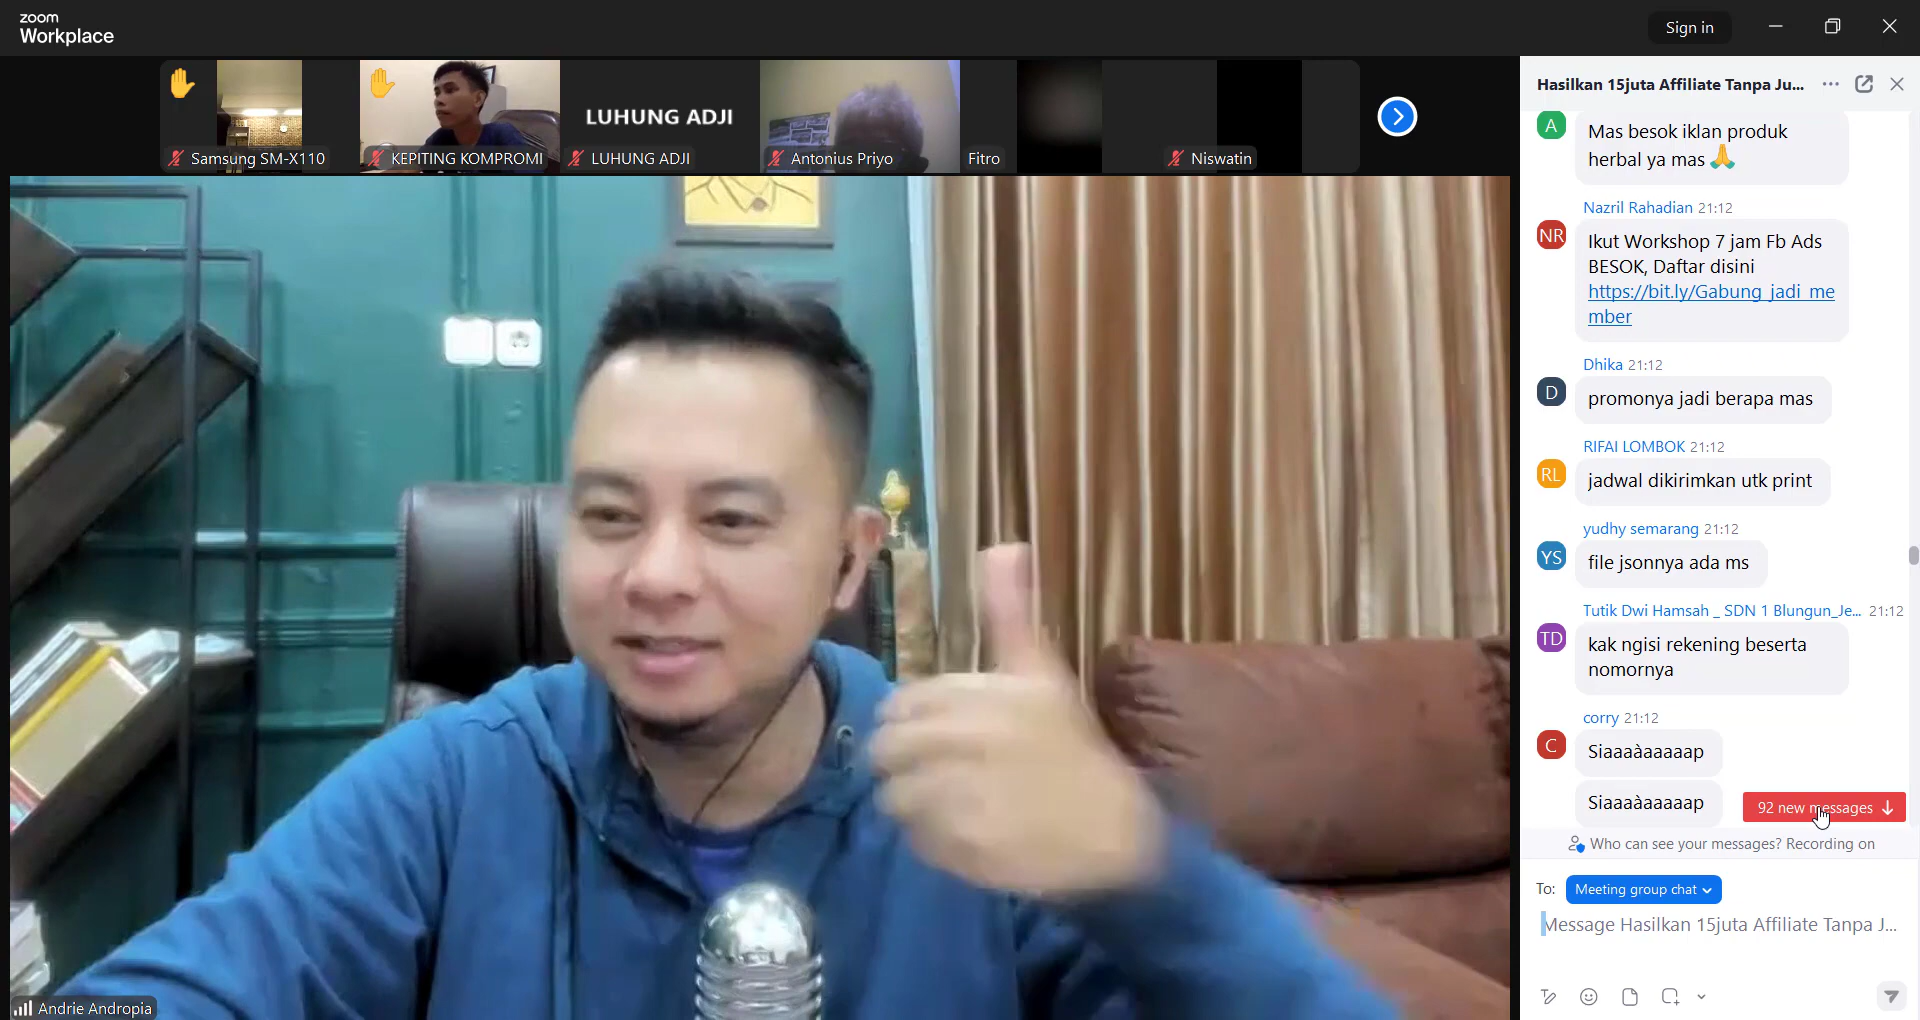 zoom
Workplace
Sign in
Samsung SM-X110
KEPITING KOMPROMI
LUHUNG ADJI
LUHUNG ADJI
Antonius Priyo
Fitro
Niswatin
Andrie Andropia
Hasilkan 15juta Affiliate Tanpa Ju...
A
Mas besok iklan produk
herbal ya mas 🙏
Nazril Rahadian 21:12
NR
Ikut Workshop 7 jam Fb Ads
BESOK, Daftar disini
https://bit.ly/Gabung_jadi_me
mber
Dhika 21:12
D
promonya jadi berapa mas
RIFAI LOMBOK 21:12
RL
jadwal dikirimkan utk print
yudhy semarang 21:12
YS
file jsonnya ada ms
Tutik Dwi Hamsah _ SDN 1 Blungun_Je... 21:12
TD
kak ngisi rekening beserta
nomornya
corry 21:12
C
Siaaaàaaaaap
Siaaaàaaaaap
92 new messages
Who can see your messages? Recording on
To: Meeting group chat
Message Hasilkan 15juta Affiliate Tanpa J...